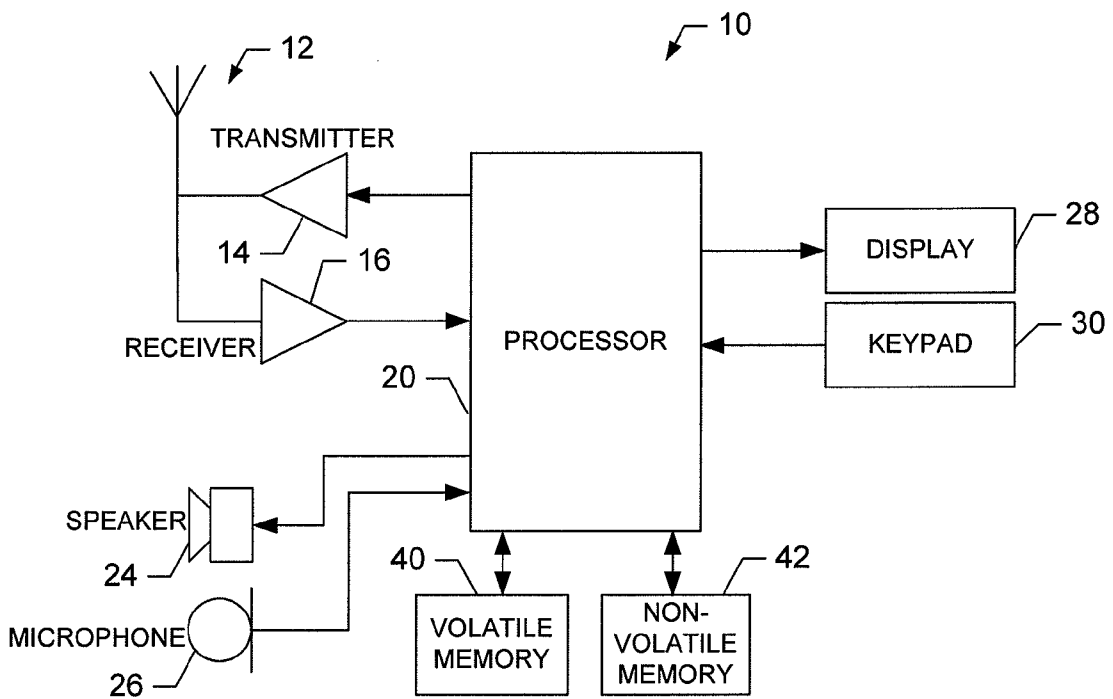 10
12
TRANSMITTER
14
16
RECEIVER
PROCESSOR
20
DISPLAY
28
KEYPAD
30
SPEAKER
24
MICROPHONE
26
40
VOLATILE
MEMORY
42
NON-
VOLATILE
MEMORY